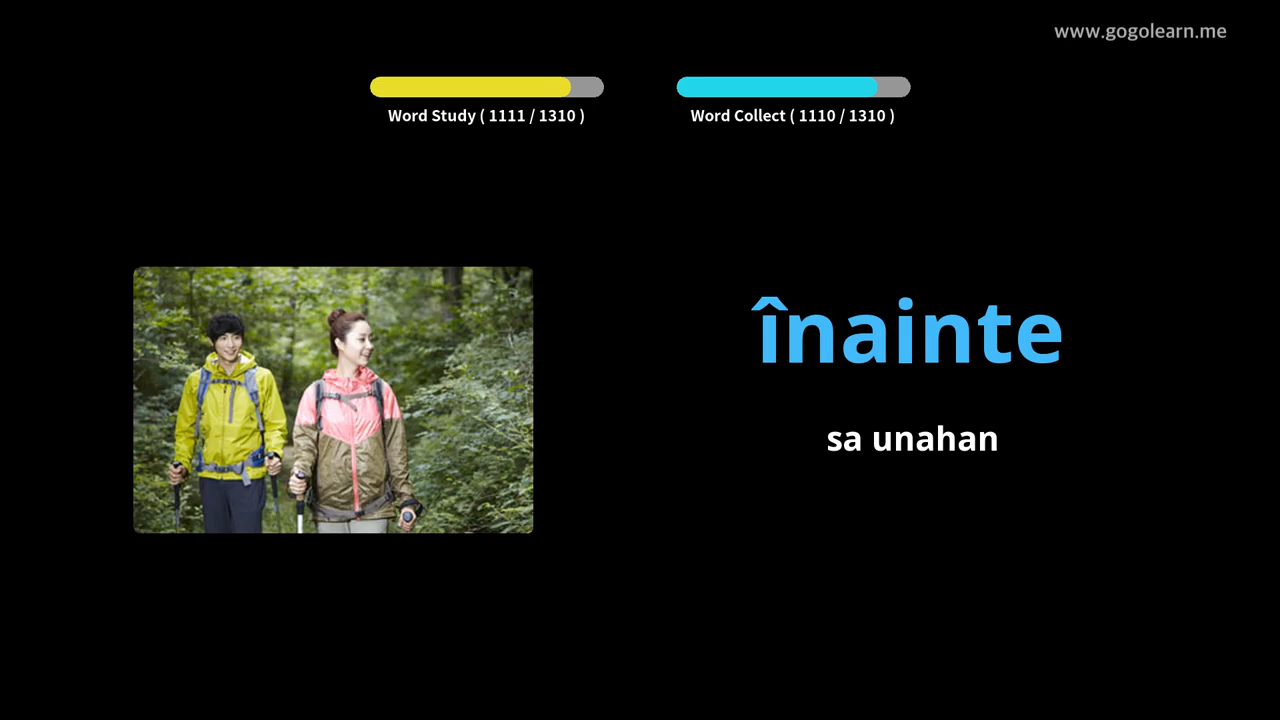 www.gogolearn.me
Word Study ( 1111 / 1310 )
Word Collect ( 1110 / 1310 )
înainte
sa unahan